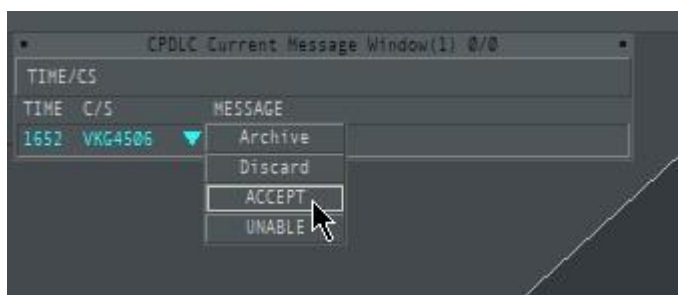 CPDLC Current Message Window(1) 0/0
TIME/CS
TIME C/S MESSAGE
1652 VKG4506 Archive
Discard
ACCEPT
UNABLE